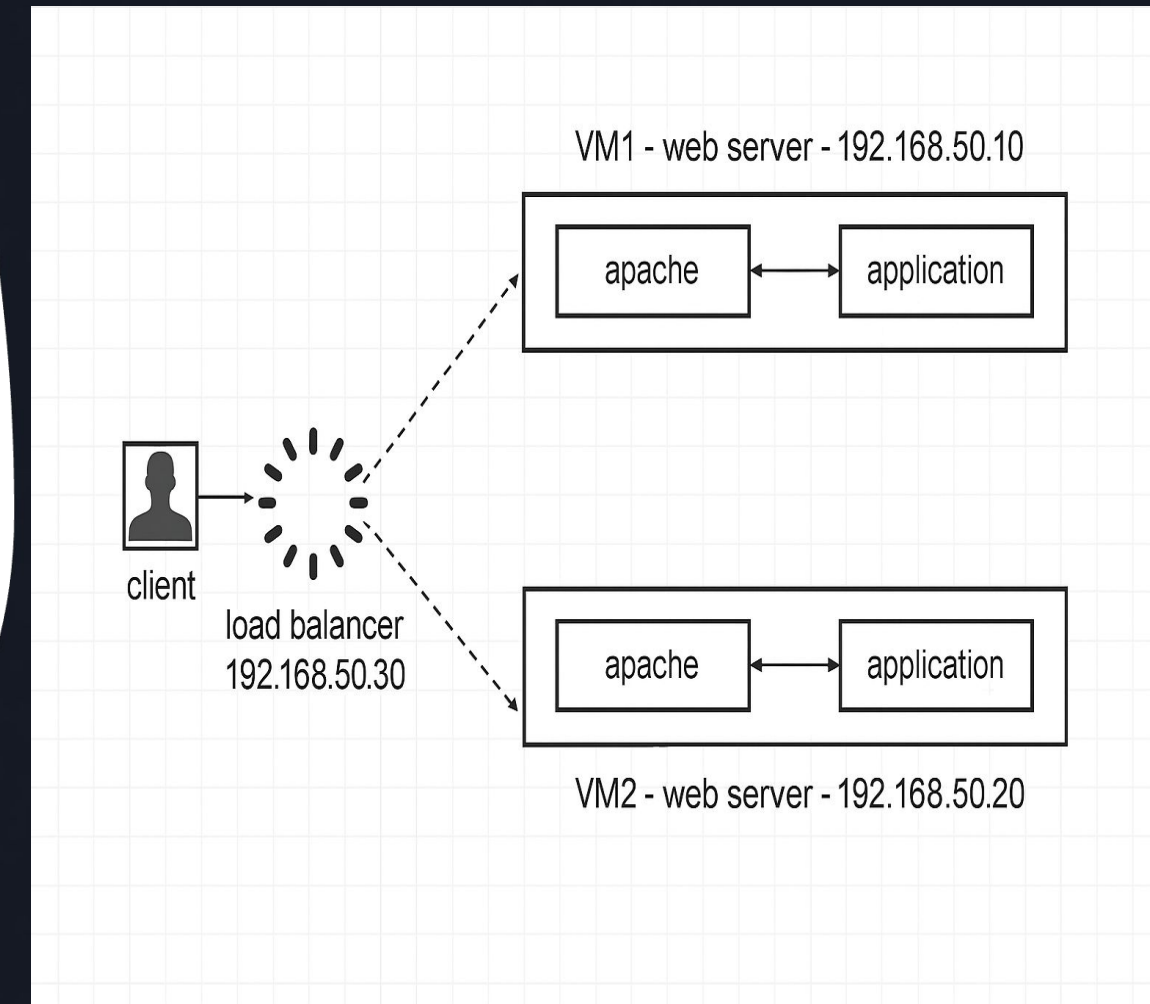 VM1 - web server - 192.168.50.10
apache
application
client
load balancer
192.168.50.30
apache
application
VM2 - web server - 192.168.50.20